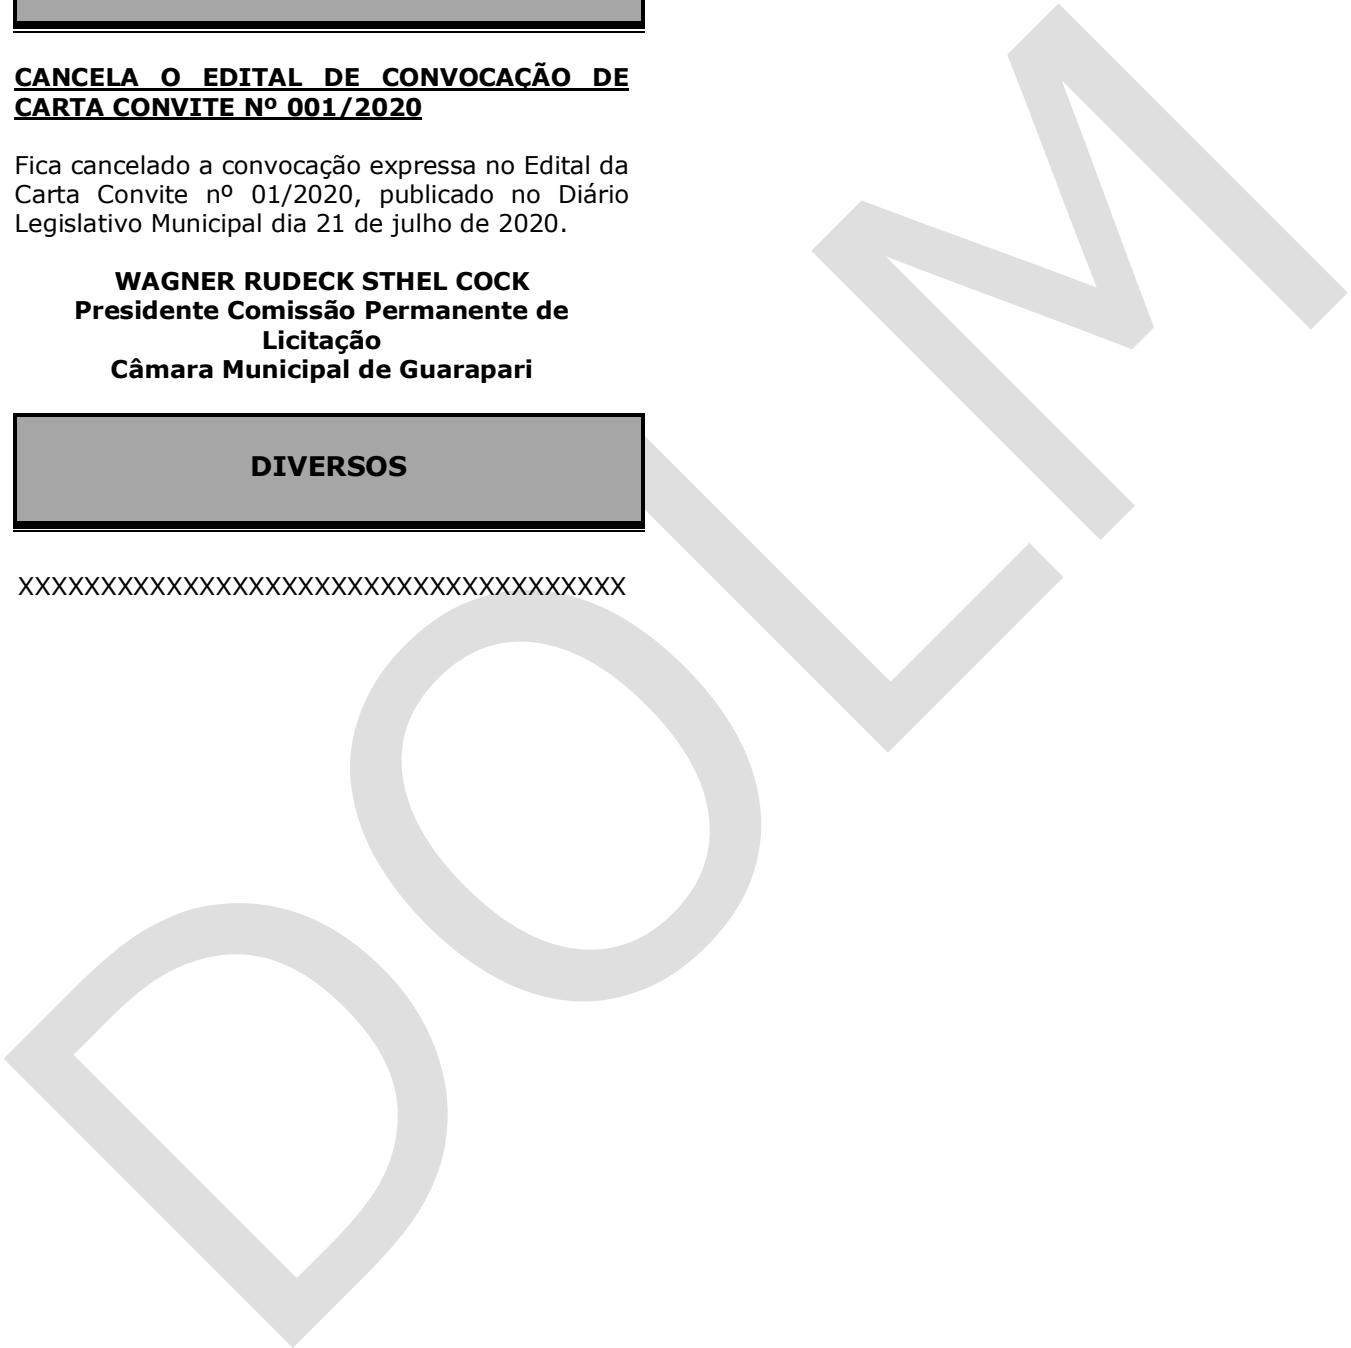 CANCELA O EDITAL DE CONVOCAÇÃO DE
CARTA CONVITE Nº 001/2020
Fica cancelado a convocação expressa no Edital da
Carta Convite nº 01/2020, publicado no Diário
Legislativo Municipal dia 21 de julho de 2020.
WAGNER RUDECK STHEL COCK
Presidente Comissão Permanente de
Licitação
Câmara Municipal de Guarapari
DIVERSOS
XXXXXXXXXXXXXXXXXXXXXXXXXXXXXXXXXXXXX
DOLM